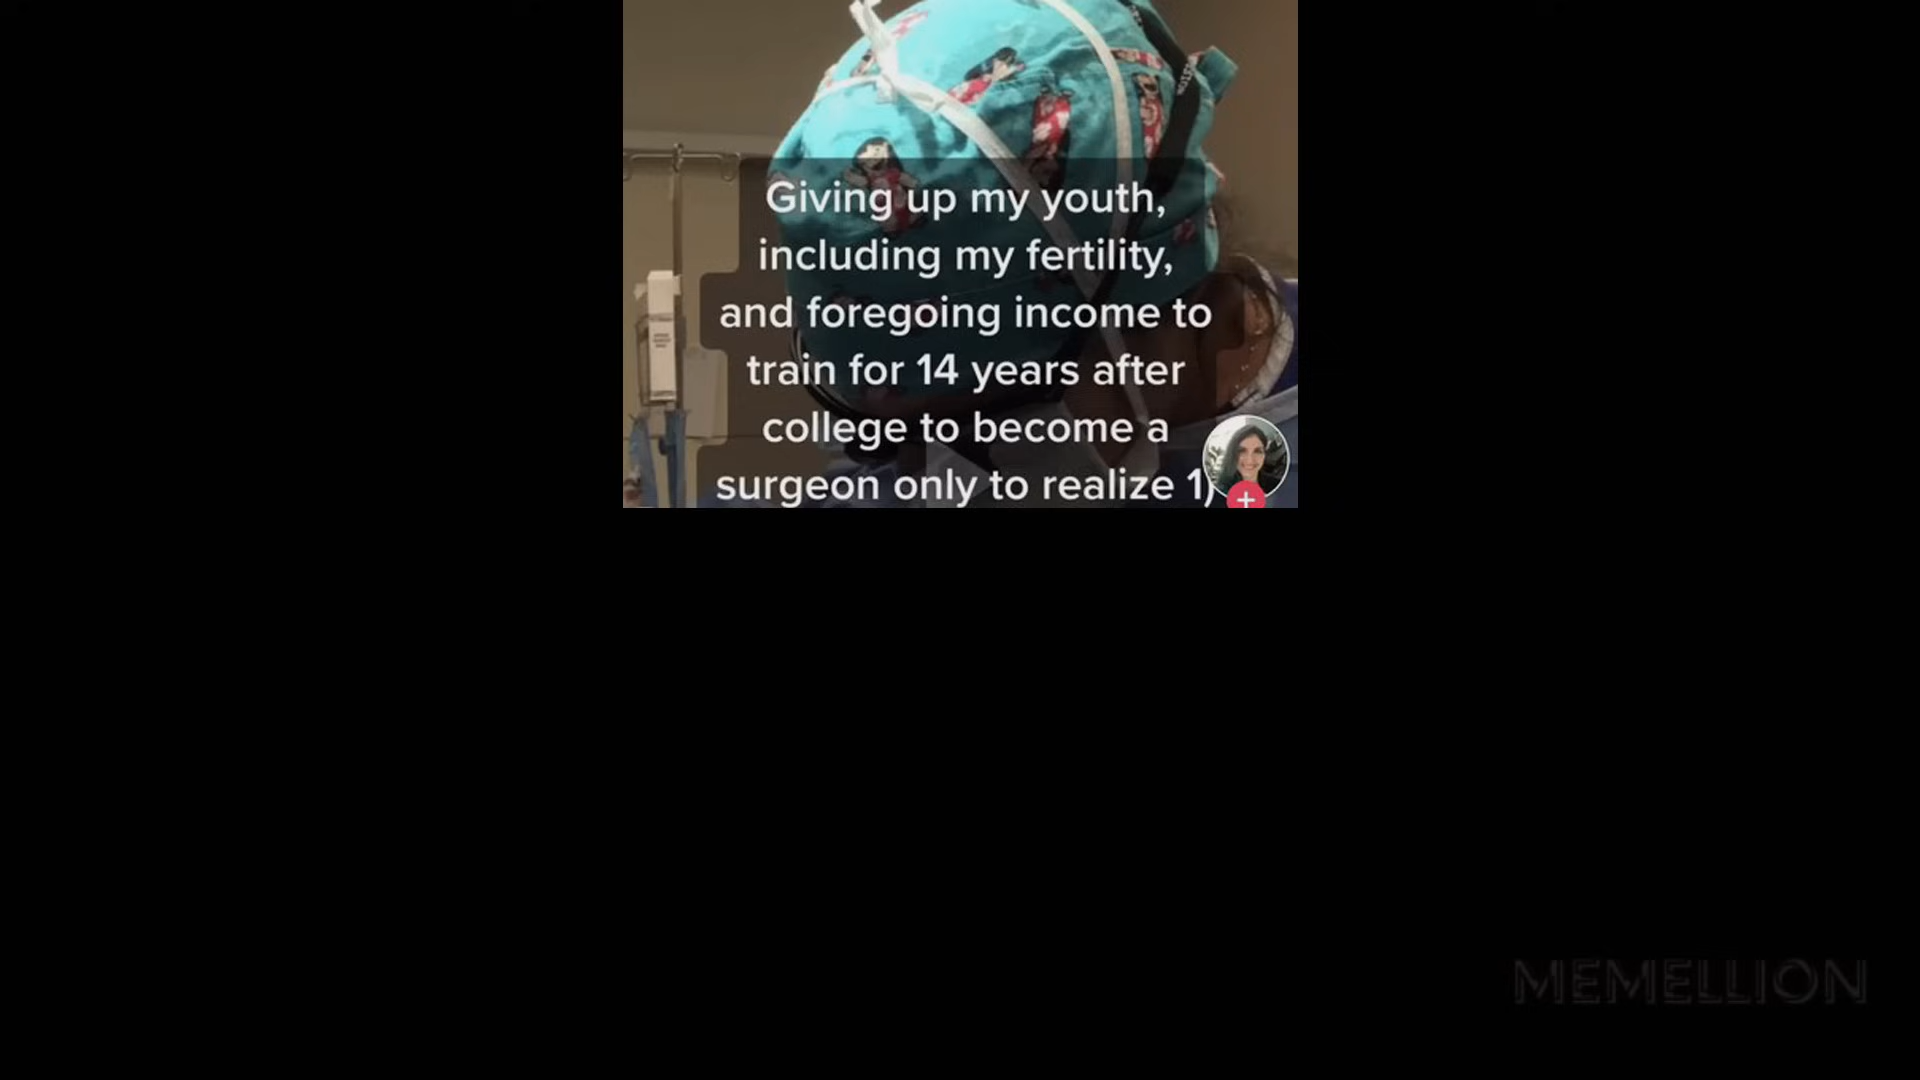 Giving up my youth,
including my fertility,
and foregoing income to
train for 14 years after
college to become a
surgeon only to realize 1)
MEMELLION